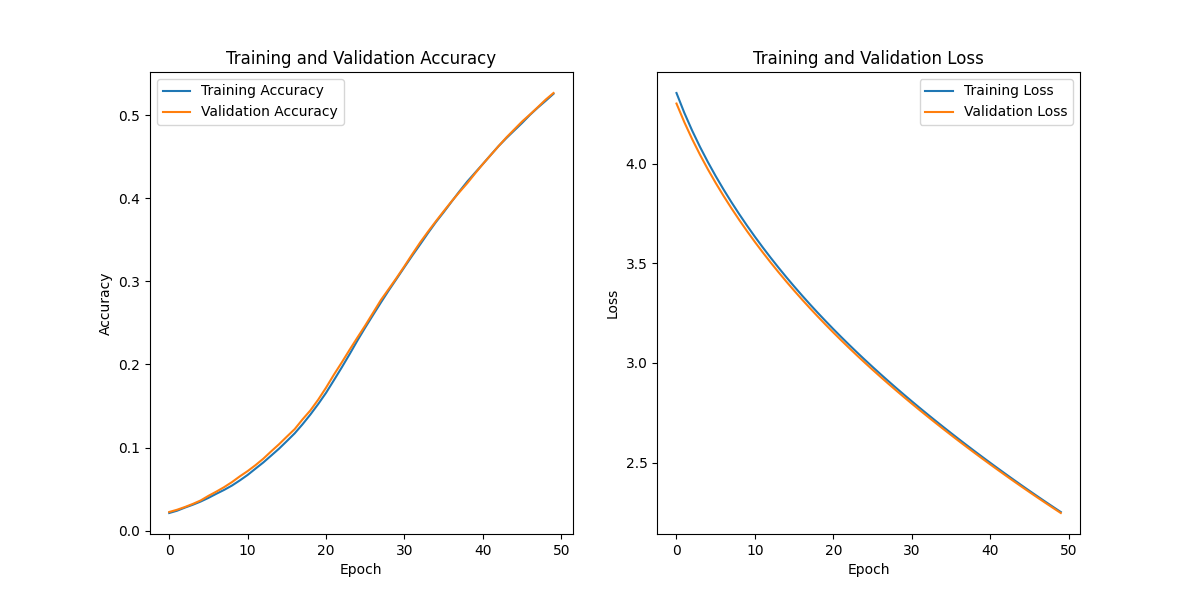 Training and Validation Accuracy
Training Accuracy
Validation Accuracy
Accuracy
0.5
0.4
0.3
0.2
0.1
0.0
0 10 20 30 40 50
Epoch
Training and Validation Loss
Training Loss
Validation Loss
Loss
4.0
3.5
3.0
2.5
0 10 20 30 40 50
Epoch